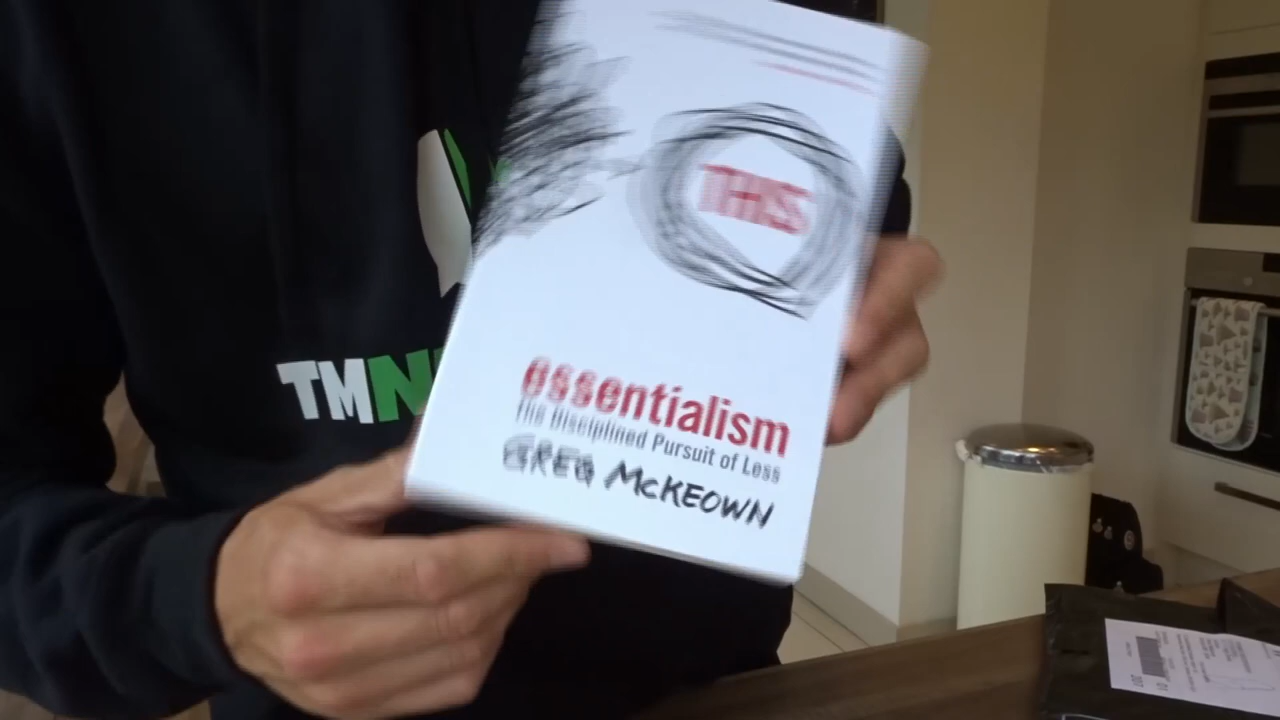 THIS
TMN
essentialism
The Disciplined Pursuit of Less
GREG McKEOWN